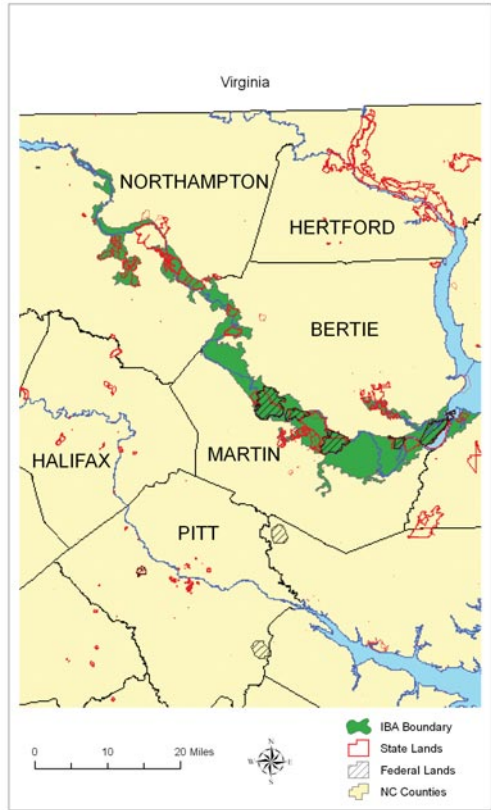 Virginia
NORTHAMPTON
HERTFORD
BERTIE
HALIFAX
MARTIN
PITT
IBA Boundary
State Lands
Federal Lands
NC Counties
0 10 20 Miles
N
W E
S